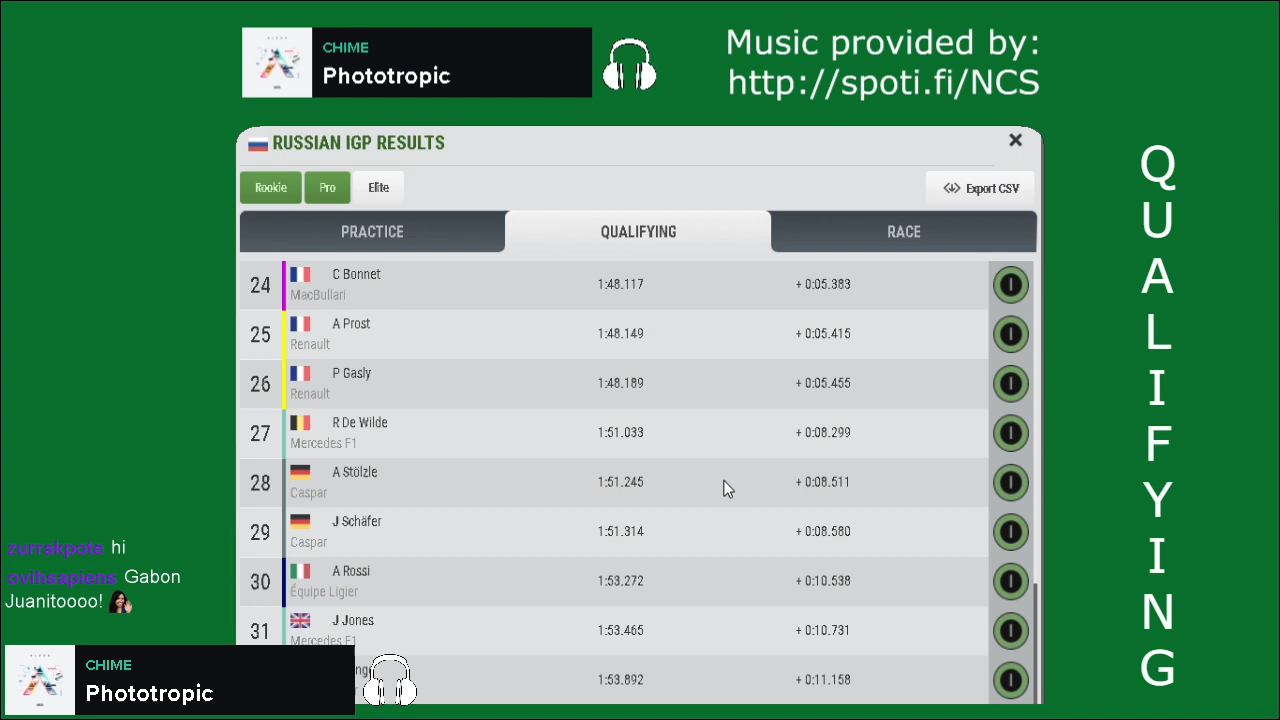 CHIME
Phototropic
Music provided by:
http://spoti.fi/NCS
RUSSIAN IGP RESULTS
Rookie Pro Elite Export CSV
PRACTICE QUALIFYING RACE
24 C Bonnet 1:48.117 + 0:05.383
MacBullari
25 A Prost 1:48.149 + 0:05.415
Renault
26 P Gasly 1:48.189 + 0:05.455
Renault
27 R De Wilde 1:51.033 + 0:08.299
Mercedes F1
28 A Stölzle 1:51.245 + 0:08.511
Caspar
29 J Schäfer 1:51.314 + 0:08.580
Caspar
30 A Rossi 1:53.272 + 0:10.538
Équipe Ligier
31 J Jones 1:53.465 + 0:10.731
Mercedes F1
1:53.892 + 0:11.158
QUALIFYING
zurrakpote hi
ovihsapiens Gabon
Juanitoooo!
CHIME
Phototropic